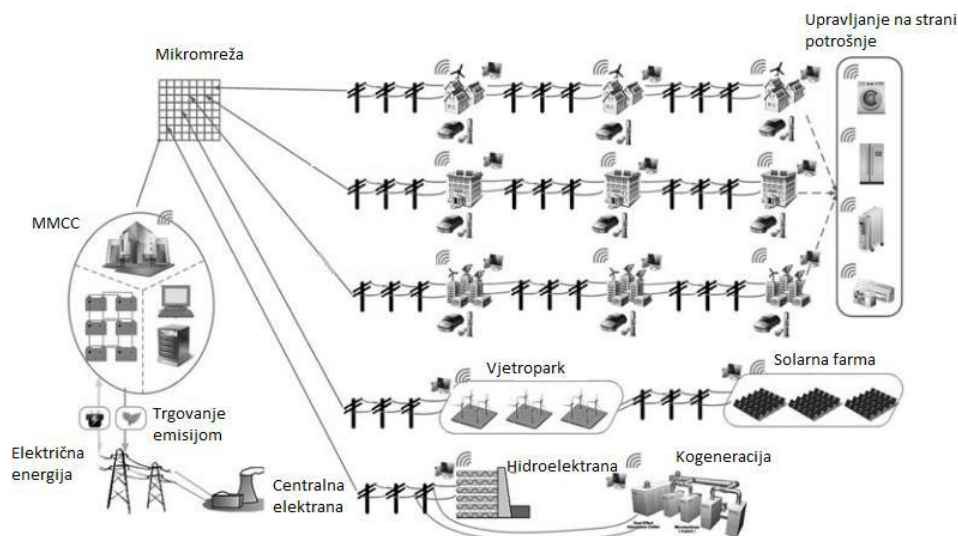 Upravljanje na strani
potrošnje
Mikromreža
MMCC
Vjetropark
Solarna farma
Trgovanje
emisijom
Električna
energija
Centralna
elektrana
Hidroelektrana
Kogeneracija